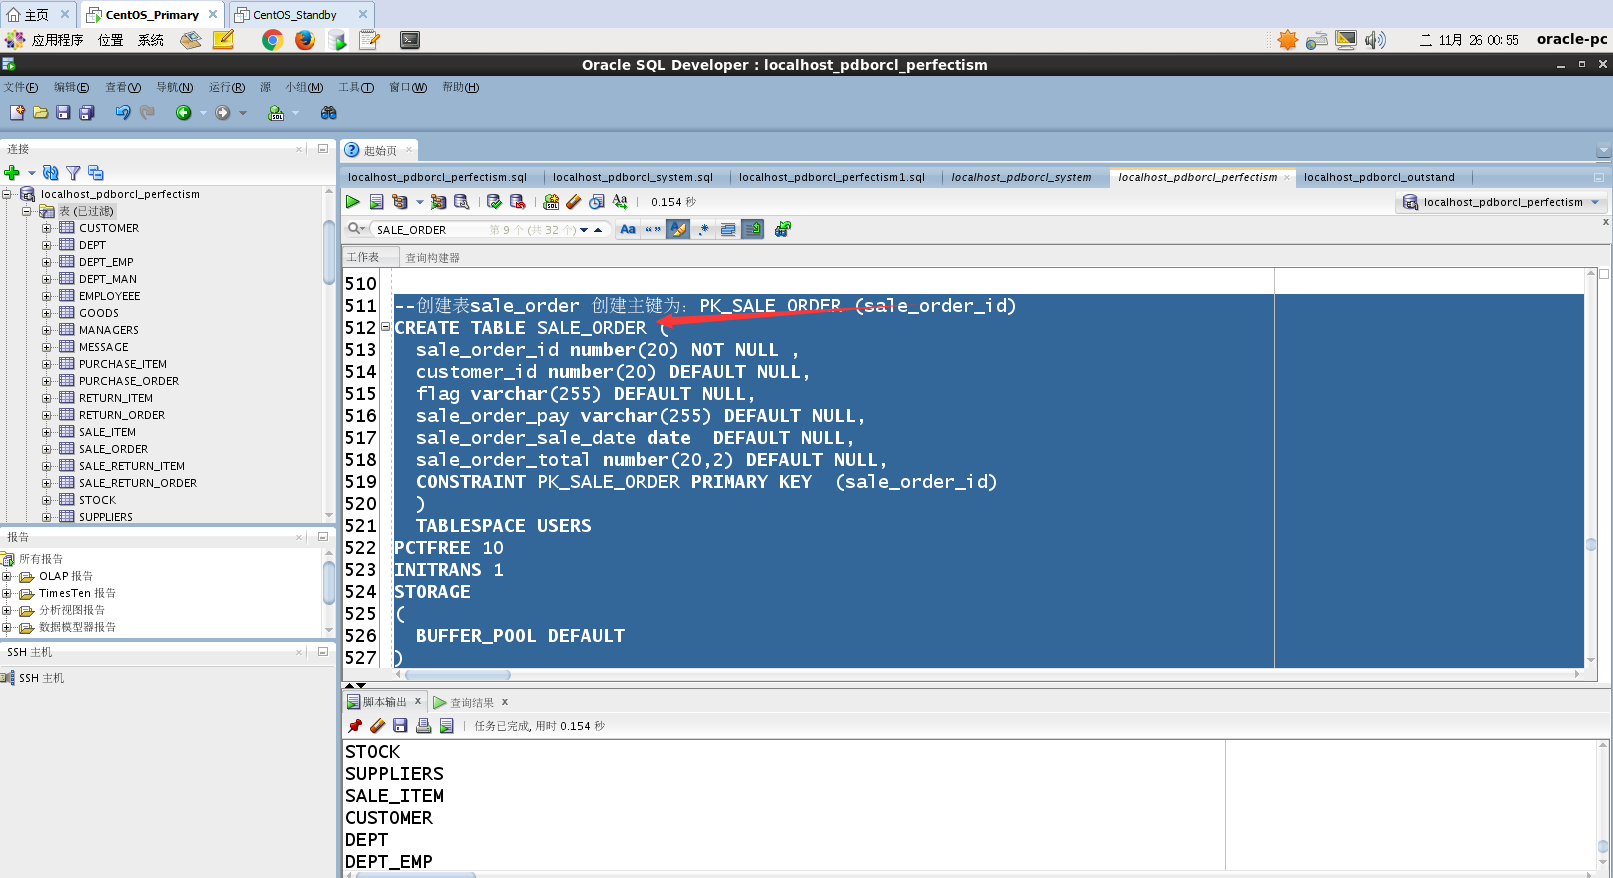 主页 CentOS_Primary CentOS_Standby
应用程序 位置 系统 二 11月 26 00:55 oracle-pc
Oracle SQL Developer : localhost_pdborcl_perfectism
文件(F) 编辑(E) 查看(V) 导航(N) 运行(R) 源 小组(M) 工具(T) 窗口(W) 帮助(H)
连接
localhost_pdborcl_perfectism
表 (已过滤)
CUSTOMER
DEPT
DEPT_EMP
DEPT_MAN
EMPLOYEEE
GOODS
MANAGERS
MESSAGE
PURCHASE_ITEM
PURCHASE_ORDER
RETURN_ITEM
RETURN_ORDER
SALE_ITEM
SALE_ORDER
SALE_RETURN_ITEM
SALE_RETURN_ORDER
STOCK
SUPPLIERS
报告
所有报告
OLAP 报告
TimesTen 报告
分析视图报告
数据模型器报告
SSH 主机
SSH 主机
起始页
localhost_pdborcl_perfectism.sql localhost_pdborcl_system.sql localhost_pdborcl_perfectism1.sql localhost_pdborcl_system localhost_pdborcl_perfectism localhost_pdborcl_outstand
0.154 秒 localhost_pdborcl_perfectism
SALE_ORDER 第 9 个 (共 32 个) Aa
工作表 查询构建器
510
511 --创建表sale_order 创建主键为: PK_SALE_ORDER (sale_order_id)
512 CREATE TABLE SALE_ORDER (
513 sale_order_id number(20) NOT NULL ,
514 customer_id number(20) DEFAULT NULL,
515 flag varchar(255) DEFAULT NULL,
516 sale_order_pay varchar(255) DEFAULT NULL,
517 sale_order_sale_date date DEFAULT NULL,
518 sale_order_total number(20,2) DEFAULT NULL,
519 CONSTRAINT PK_SALE_ORDER PRIMARY KEY (sale_order_id)
520 )
521 TABLESPACE USERS
522 PCTFREE 10
523 INITRANS 1
524 STORAGE
525 (
526 BUFFER_POOL DEFAULT
527 )
脚本输出 x 查询结果 x
任务已完成, 用时 0.154 秒
STOCK
SUPPLIERS
SALE_ITEM
CUSTOMER
DEPT
DEPT_EMP